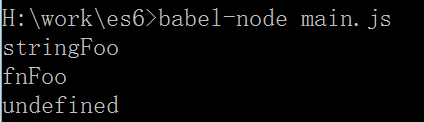 H:\work\es6>babel-node main.js
stringFoo
fnFoo
undefined